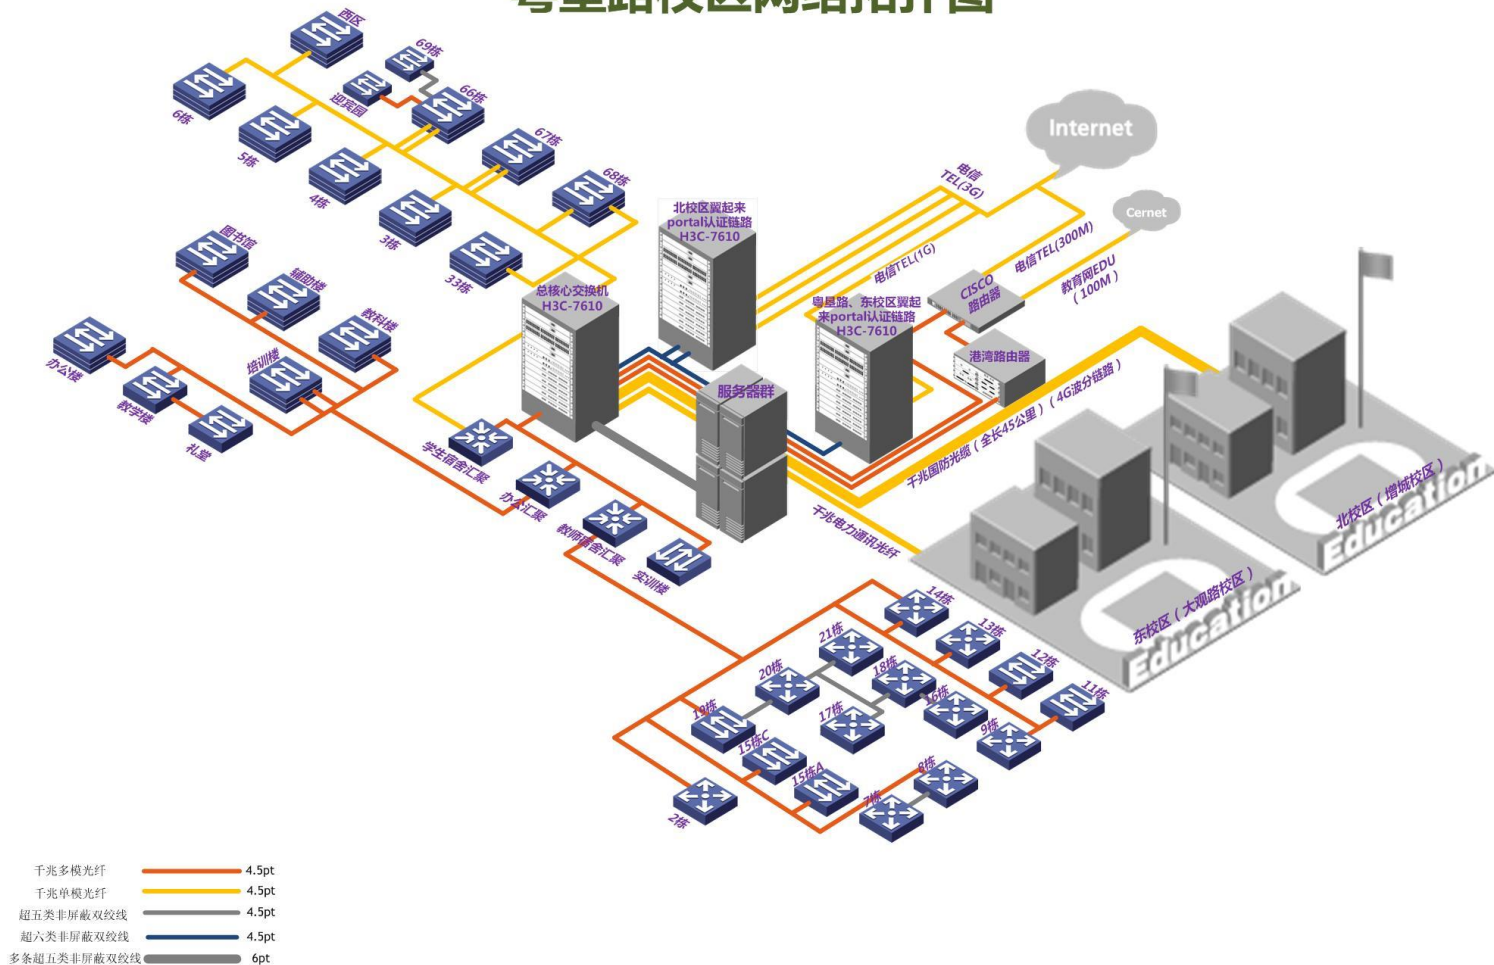 粤垦路校区网络拓扑图
西区
69栋
66栋
迎宾园
6栋
67栋
5栋
68栋
4栋
3栋
33栋
Internet
电信
TEL(3G)
Cernet
北校区翼起来
portal认证链路
H3C-7610
图书馆
辅助楼
教科楼
办公楼
培训楼
教学楼
礼堂
总核心交换机
H3C-7610
电信TEL(1G)
电信TEL(300M)
教育网EDU
（100M）
CISCO
路由器
粤垦路、东校区翼起
来portal认证链路
H3C-7610
港湾路由器
服务器群
学生宿舍汇聚
办公汇聚
教师宿舍汇聚
实训楼
千兆国防光缆（全长45公里）（4G波分链路）
千兆电力通讯光纤
北校区（增城校区）
Education
东校区（大观路校区）
Education
14栋
13栋
12栋
11栋
21栋
20栋
18栋
16栋
19栋
17栋
9栋
15栋C
15栋A
8栋
7栋
2栋
千兆多模光纤 4.5pt
千兆单模光纤 4.5pt
超五类非屏蔽双绞线 4.5pt
超六类非屏蔽双绞线 4.5pt
多条超五类非屏蔽双绞线 6pt